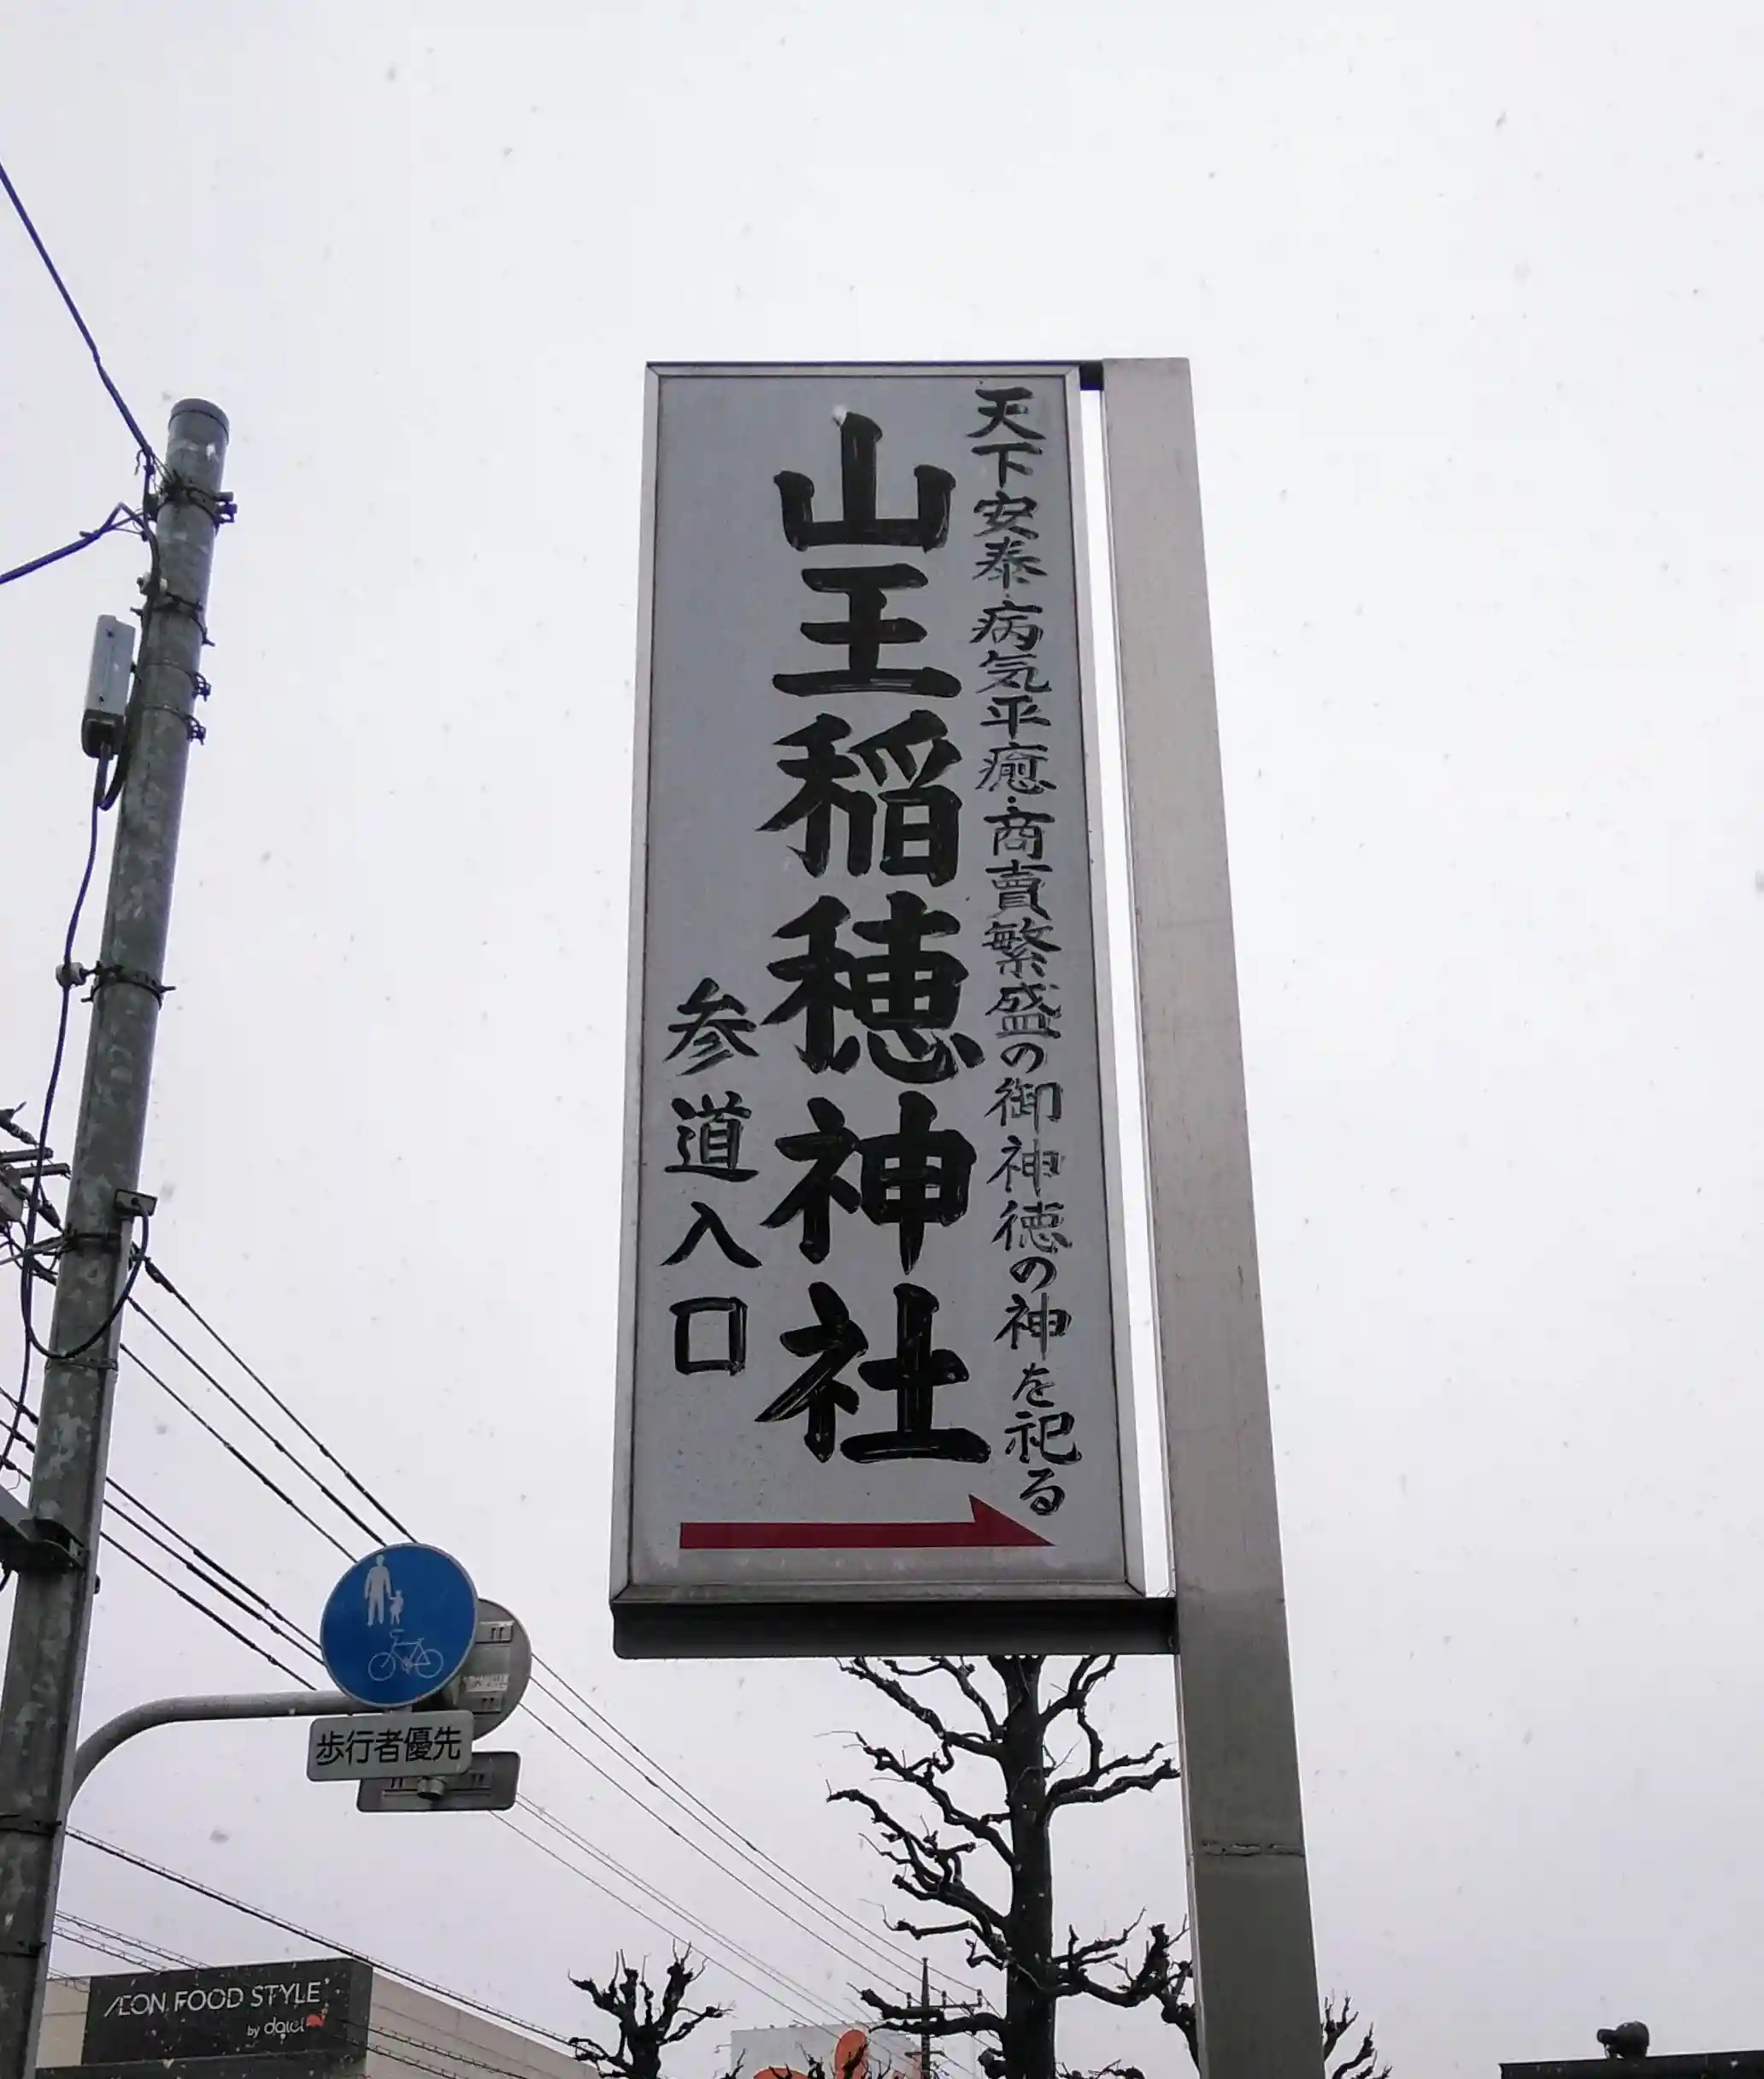 天下安泰・病気平癒・商賣繁盛の御神徳の神を祀る
山王稲穂神社
参道入口
歩行者優先
ÆON FOOD STYLE
by daiei